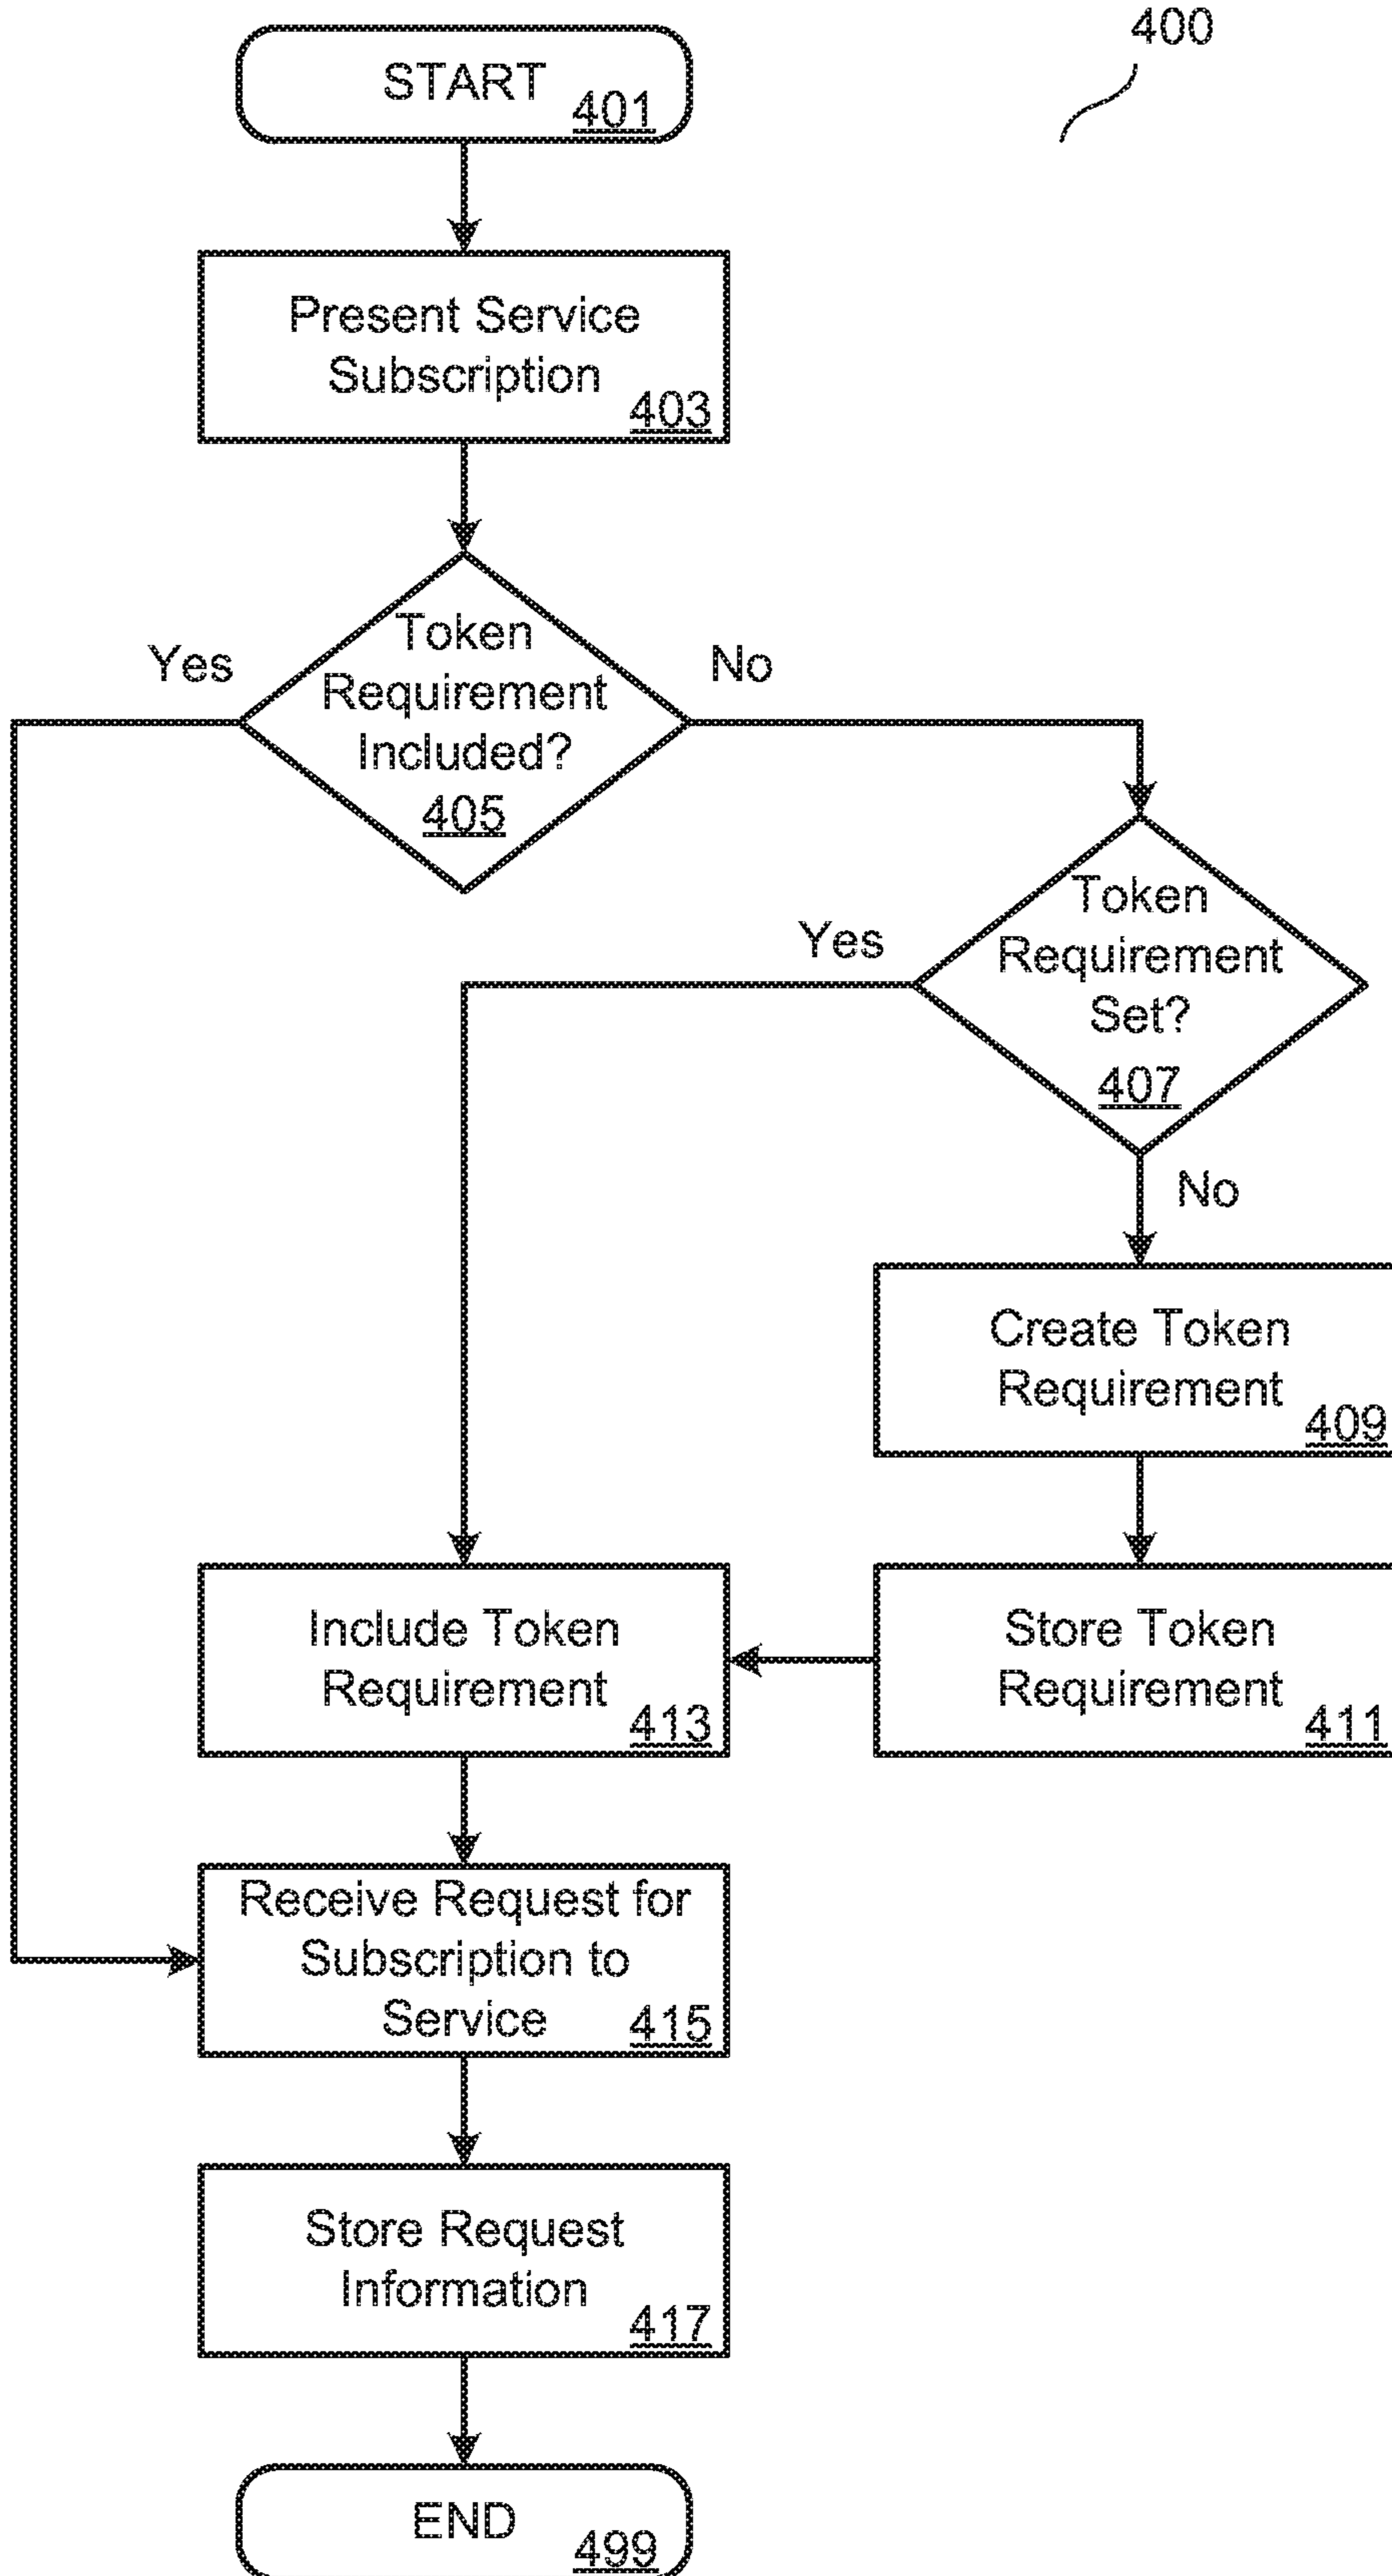 400
START
401
Present Service
Subscription
403
Token
Requirement
Included?
405
Yes
No
Token
Requirement
Set?
407
Yes
No
Create Token
Requirement
409
Include Token
Requirement
413
Store Token
Requirement
411
Receive Request for
Subscription to
Service
415
Store Request
Information
417
END
499